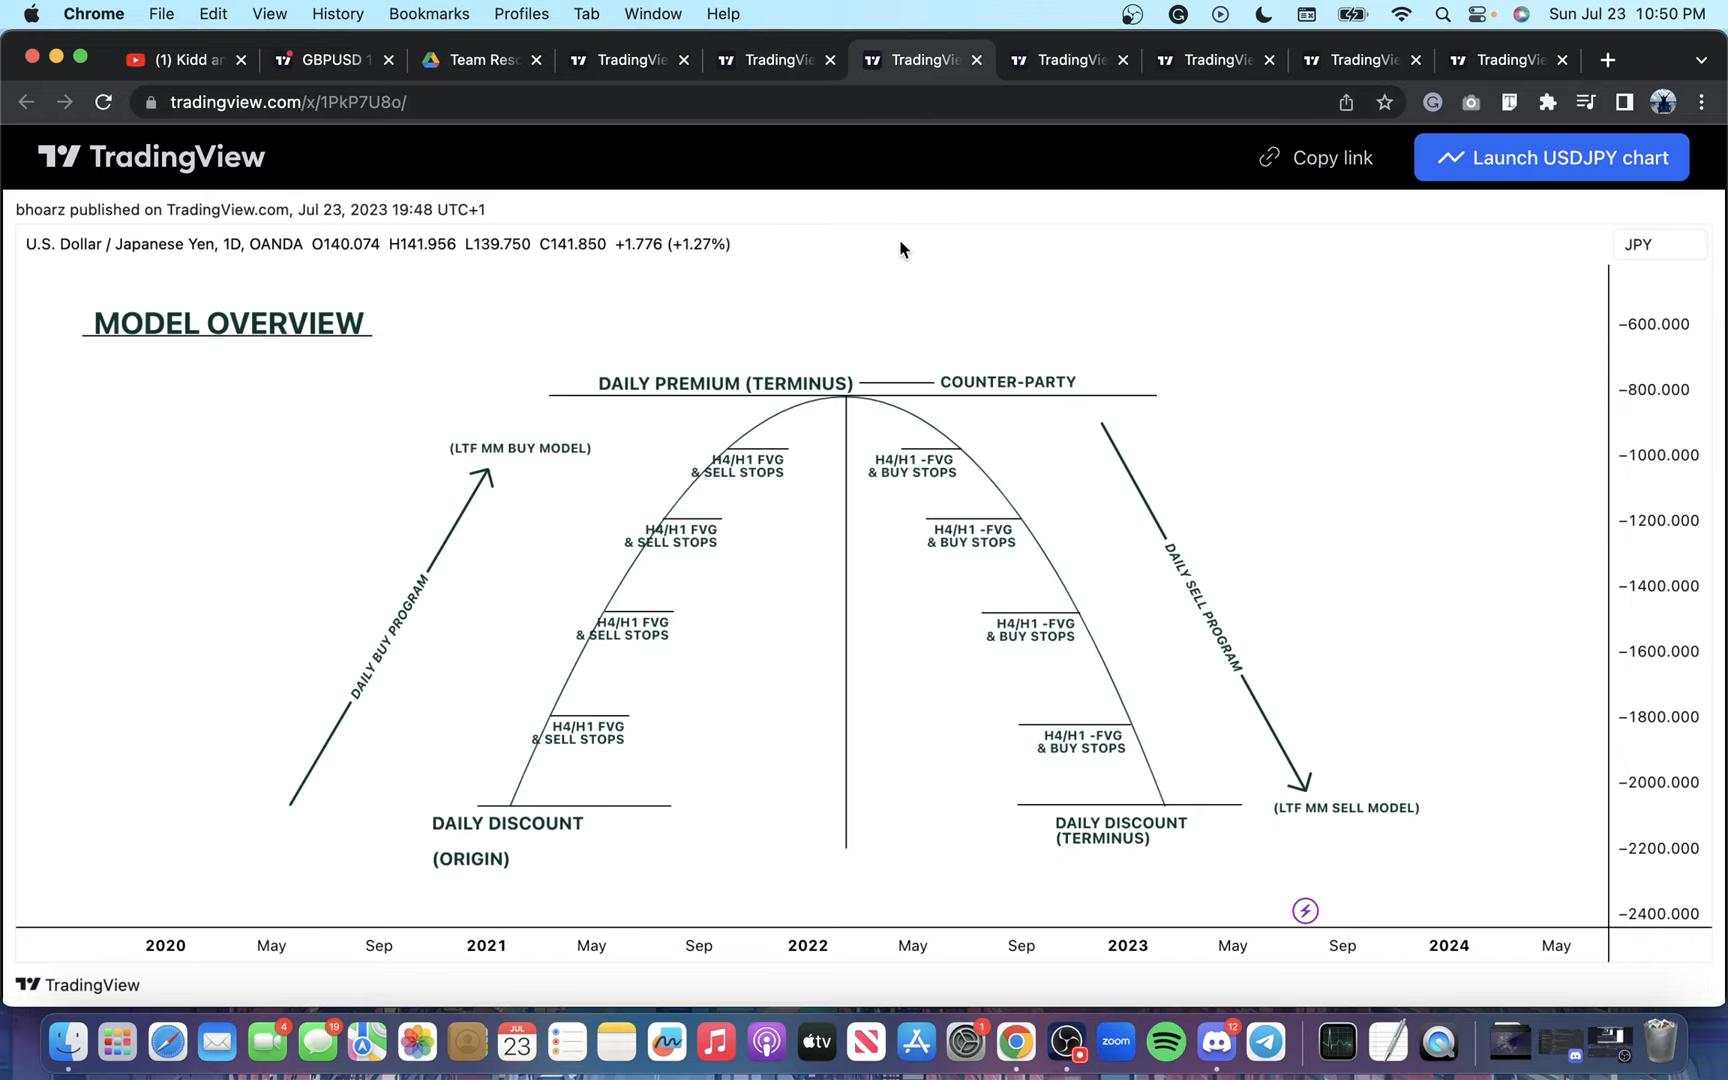 Chrome File Edit View History Bookmarks Profiles Tab Window Help Sun Jul 23 10:50 PM
(1) Kidd GBPUSD Team Res TradingVie TradingVie TradingVie TradingVie TradingVie TradingVie TradingVie
tradingview.com/x/1PkP7U8o/
TradingView Copy link Launch USDJPY chart
bhoarz published on TradingView.com, Jul 23, 2023 19:48 UTC+1
U.S. Dollar / Japanese Yen, 1D, OANDA O140.074 H141.956 L139.750 C141.850 +1.776 (+1.27%)
JPY
MODEL OVERVIEW
−600.000
DAILY PREMIUM (TERMINUS) COUNTER-PARTY
−800.000
(LTF MM BUY MODEL)
−1000.000
H4/H1 FVG
& SELL STOPS
H4/H1 -FVG
& BUY STOPS
−1200.000
H4/H1 FVG
& SELL STOPS
H4/H1 -FVG
& BUY STOPS
−1400.000
DAILY BUY PROGRAM
DAILY SELL PROGRAM
H4/H1 FVG
& SELL STOPS
H4/H1 -FVG
& BUY STOPS
−1600.000
−1800.000
H4/H1 FVG
& SELL STOPS
H4/H1 -FVG
& BUY STOPS
−2000.000
(LTF MM SELL MODEL)
DAILY DISCOUNT
(ORIGIN)
DAILY DISCOUNT
(TERMINUS)
−2200.000
−2400.000
2020 May Sep 2021 May Sep 2022 May Sep 2023 May Sep 2024 May
TradingView
4
19
JUL
23
tv
1
zoom
12